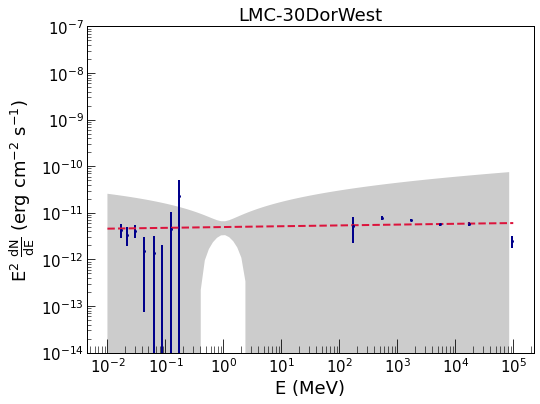 LMC-30DorWest
10⁻⁷
10⁻⁸
10⁻⁹
10⁻¹⁰
10⁻¹¹
10⁻¹²
10⁻¹³
10⁻¹⁴
E² dN/dE (erg cm⁻² s⁻¹)
10⁻² 10⁻¹ 10⁰ 10¹ 10² 10³ 10⁴ 10⁵
E (MeV)